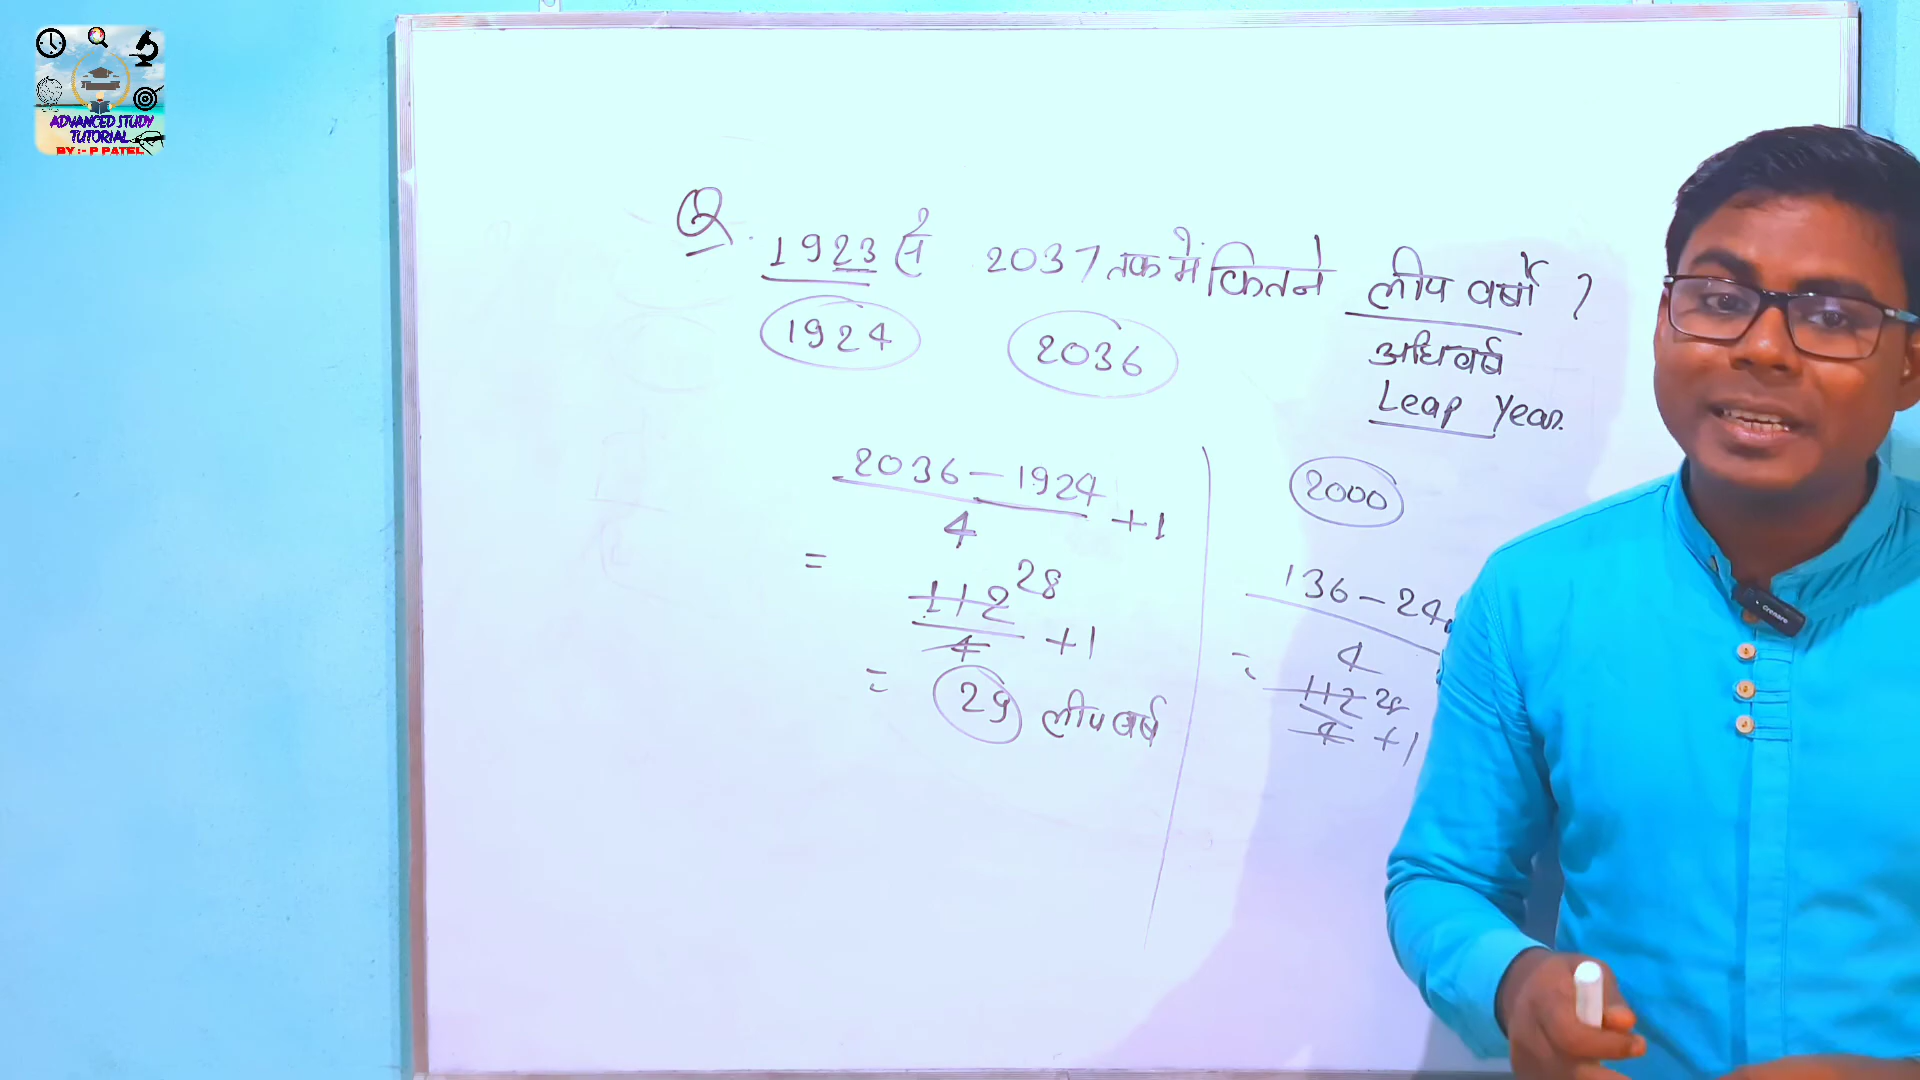 ADVANCED STUDY
TUTORIAL
BY:- P PATEL
Q. 1923 से 2037 तक में कितने लीप वर्षों ?
1924 2036
अधिवर्ष
Leap Year.
2036 - 1924
4
+1
=
112 28
4
+1
= 29 लीप वर्ष
2000
136 - 24
4
=
112 28
4
+1